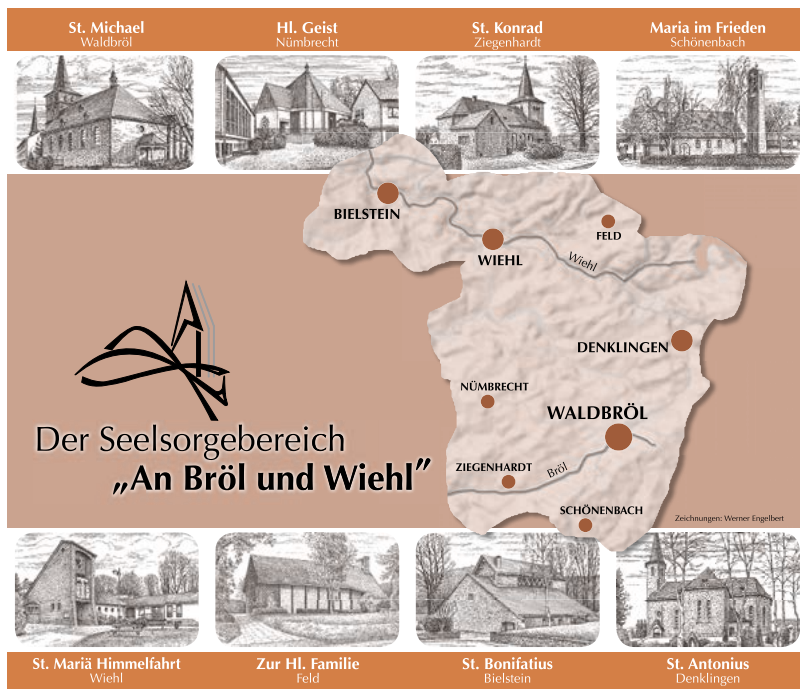 St. Michael
Waldbröl
Hl. Geist
Nümbrecht
St. Konrad
Ziegenhardt
Maria im Frieden
Schönenbach
BIELSTEIN
WIEHL
FELD
Wiehl
DENKLINGEN
NÜMBRECHT
WALDBRÖL
ZIEGENHARDT
Bröl
SCHÖNENBACH
Der Seelsorgebereich
„An Bröl und Wiehl”
Zeichnungen: Werner Engelbert
St. Mariä Himmelfahrt
Wiehl
Zur Hl. Familie
Feld
St. Bonifatius
Bielstein
St. Antonius
Denklingen